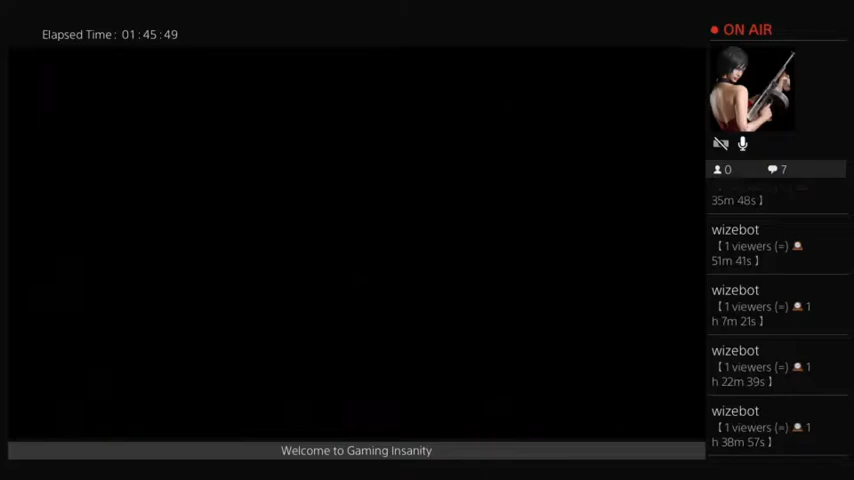 Elapsed Time: 01:45:49
ON AIR
0 7
35m 48s】
wizebot
【1 viewers (=)
51m 41s】
wizebot
【1 viewers (=) 1
h 7m 21s】
wizebot
【1 viewers (=) 1
h 22m 39s】
wizebot
【1 viewers (=) 1
h 38m 57s】
Welcome to Gaming Insanity